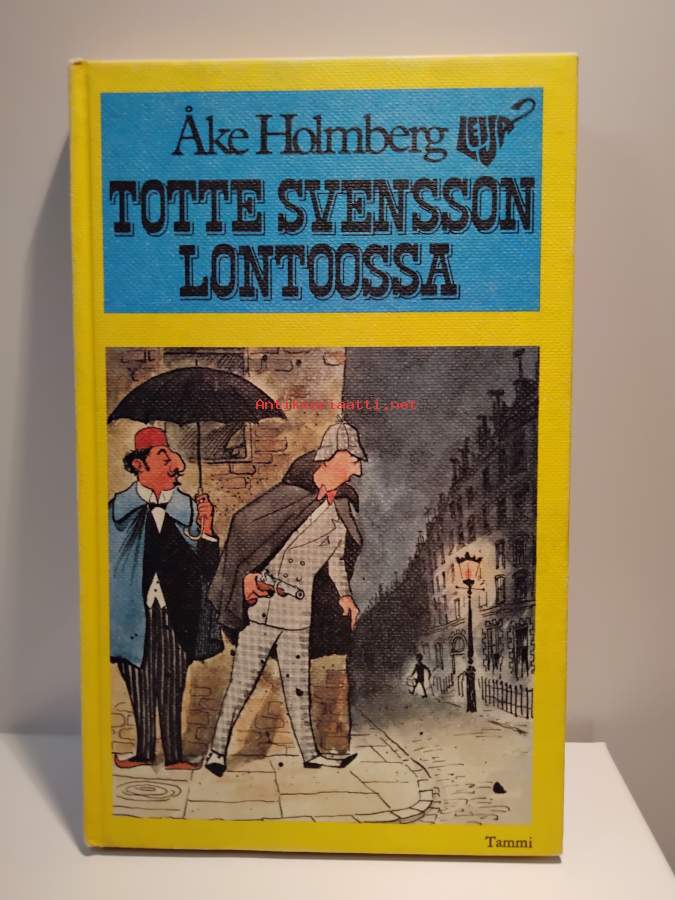 Åke Holmberg LEIJA
TOTTE SVENSSON
LONTOOSSA
Antikvariaatti.net
Tammi